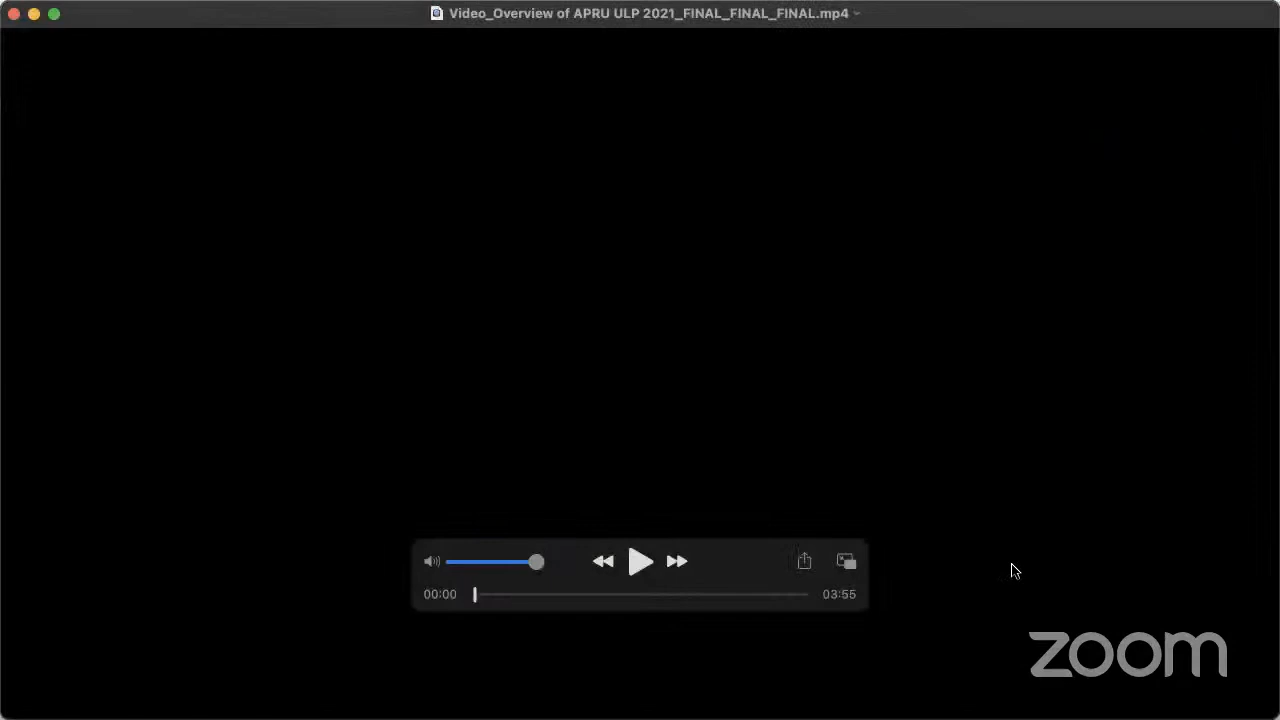 Video_Overview of APRU ULP 2021_FINAL_FINAL_FINAL.mp4
00:00
03:55
zoom